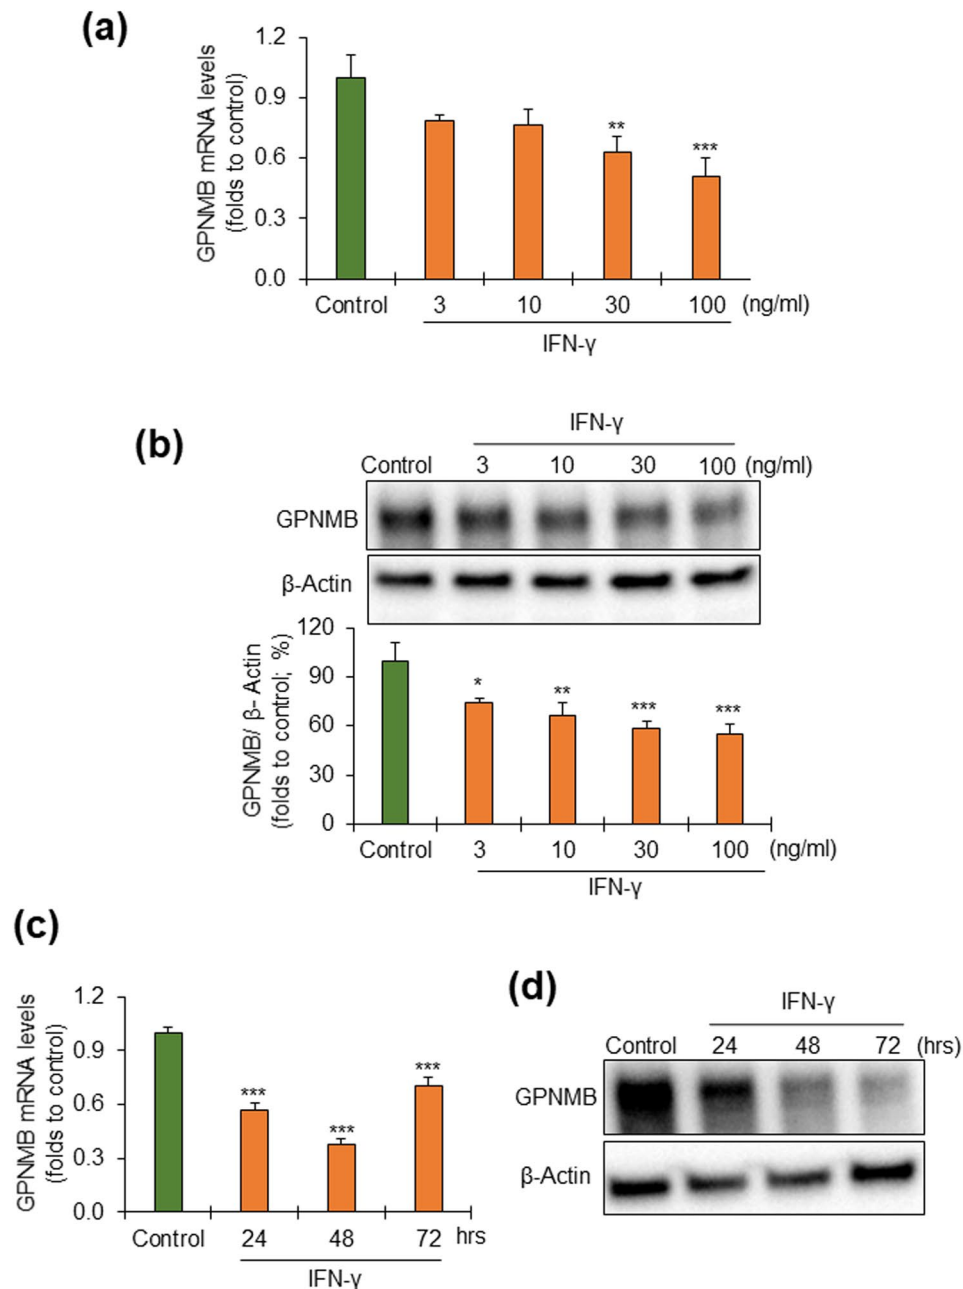 (a)
GPNMB mRNA levels
(folds to control)
1.2
0.9
0.6
0.3
0.0
**
***
Control 3 10 30 100 (ng/ml)
IFN-γ
(b)
IFN-γ
Control 3 10 30 100 (ng/ml)
GPNMB
β-Actin
GPNMB/ β- Actin
(folds to control; %)
120
90
60
30
0
*
**
***
***
Control 3 10 30 100 (ng/ml)
IFN-γ
(c)
GPNMB mRNA levels
(folds to control)
1.2
0.9
0.6
0.3
0.0
***
***
***
Control 24 48 72 hrs
IFN-γ
(d)
IFN-γ
Control 24 48 72 (hrs)
GPNMB
β-Actin